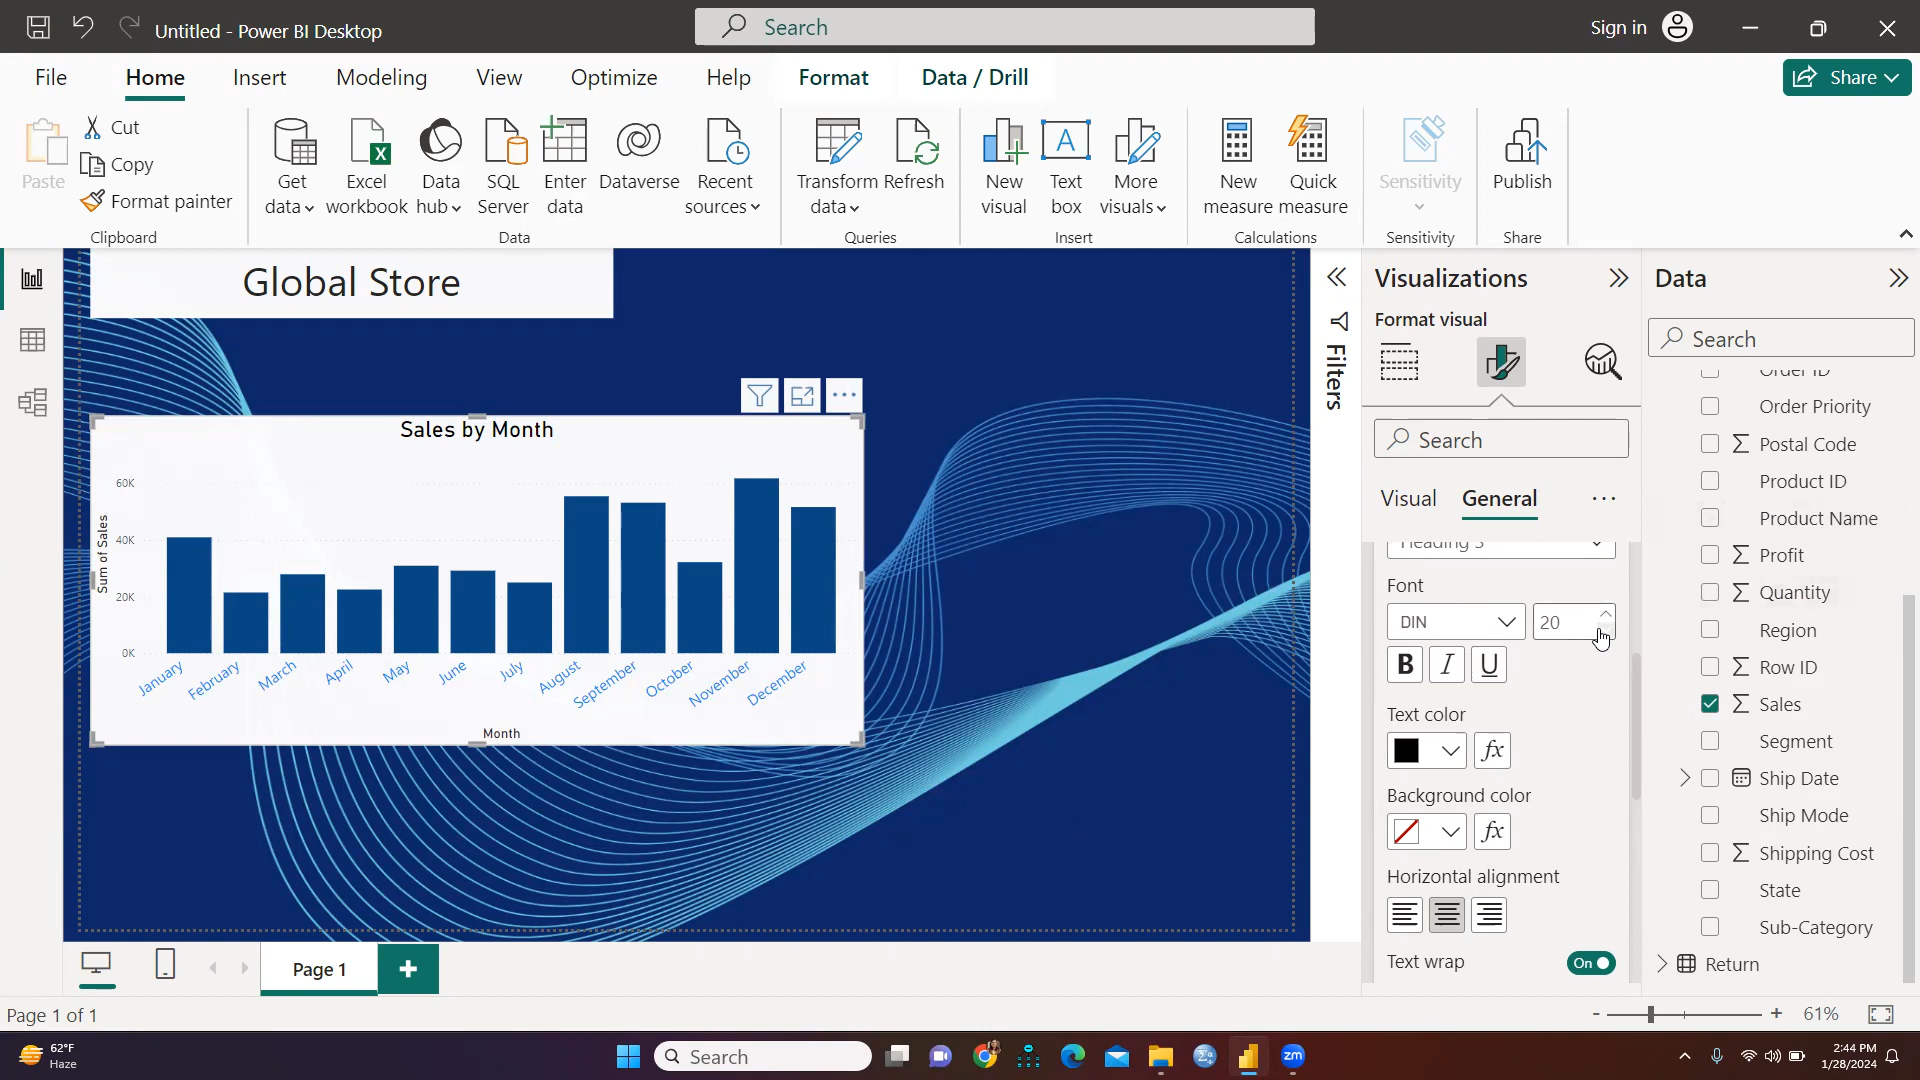 Untitled - Power BI Desktop
Search
Sign in
File
Home
Insert
Modeling
View
Optimize
Help
Format
Data / Drill
Share
Paste
Cut
Copy
Format painter
Clipboard
Get data
Excel workbook
Data hub
SQL Server
Enter data
Dataverse
Recent sources
Data
Transform data
Refresh
Queries
New visual
Text box
More visuals
Insert
New measure
Quick measure
Calculations
Sensitivity
Sensitivity
Publish
Share
Global Store
Sales by Month
60K
40K
20K
0K
Sum of Sales
January
February
March
April
May
June
July
August
September
October
November
December
Month
Filters
Visualizations
Format visual
Search
Visual
General
Heading 3
Font
DIN
20
B
I
U
Text color
fx
Background color
fx
Horizontal alignment
Text wrap
On
Data
Search
Order ID
Order Priority
Postal Code
Product ID
Product Name
Profit
Quantity
Region
Row ID
Sales
Segment
Ship Date
Ship Mode
Shipping Cost
State
Sub-Category
Return
Page 1
Page 1 of 1
61%
62°F
Haze
Search
zm
2:44 PM
1/28/2024